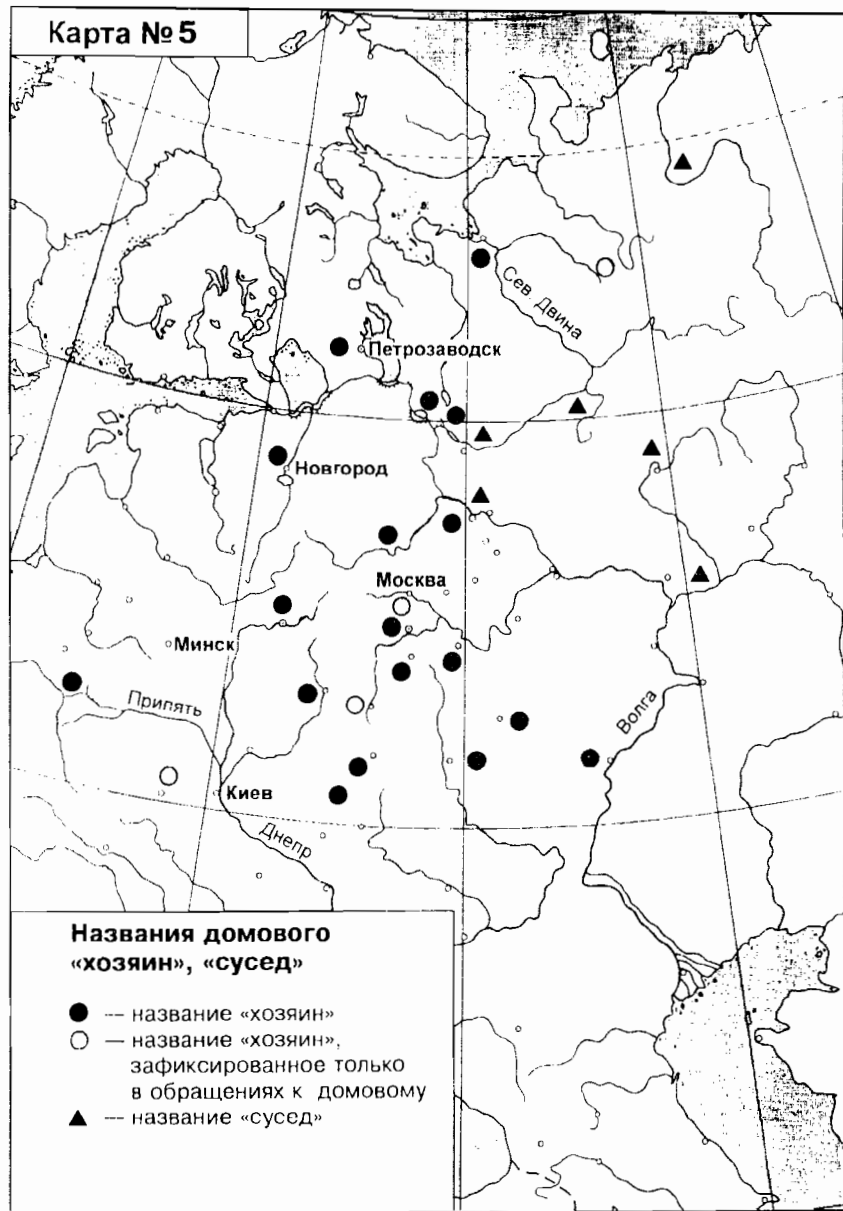 Карта №5
Сев. Двина
Петрозаводск
Новгород
Москва
Минск
Припять
Волга
Киев
Днепр
Названия домового
«хозяин», «сусед»
-- название «хозяин»
— название «хозяин»,
зафиксированное только
в обращениях к домовому
-- название «сусед»